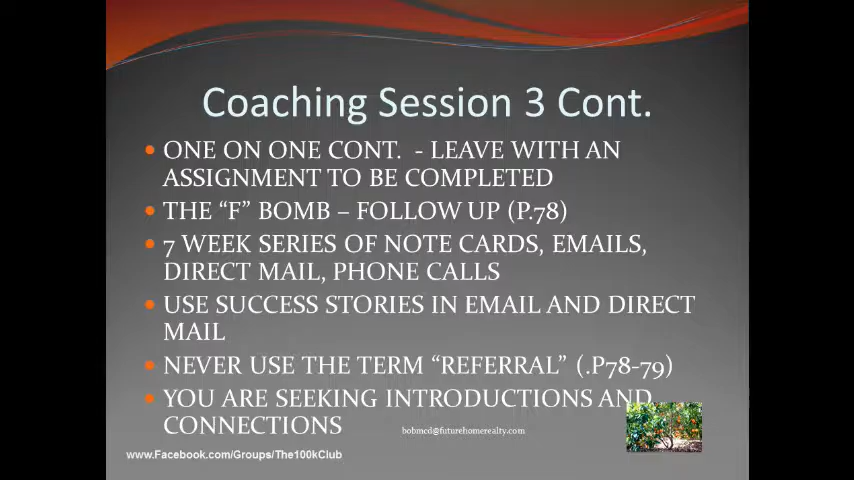 Coaching Session 3 Cont.
ONE ON ONE CONT. - LEAVE WITH AN
ASSIGNMENT TO BE COMPLETED
THE “F” BOMB – FOLLOW UP (P.78)
7 WEEK SERIES OF NOTE CARDS, EMAILS,
DIRECT MAIL, PHONE CALLS
USE SUCCESS STORIES IN EMAIL AND DIRECT
MAIL
NEVER USE THE TERM “REFERRAL” (.P78-79)
YOU ARE SEEKING INTRODUCTIONS AND
CONNECTIONS
bobmcd@futurehomerealty.com
www.Facebook.com/Groups/The100kClub